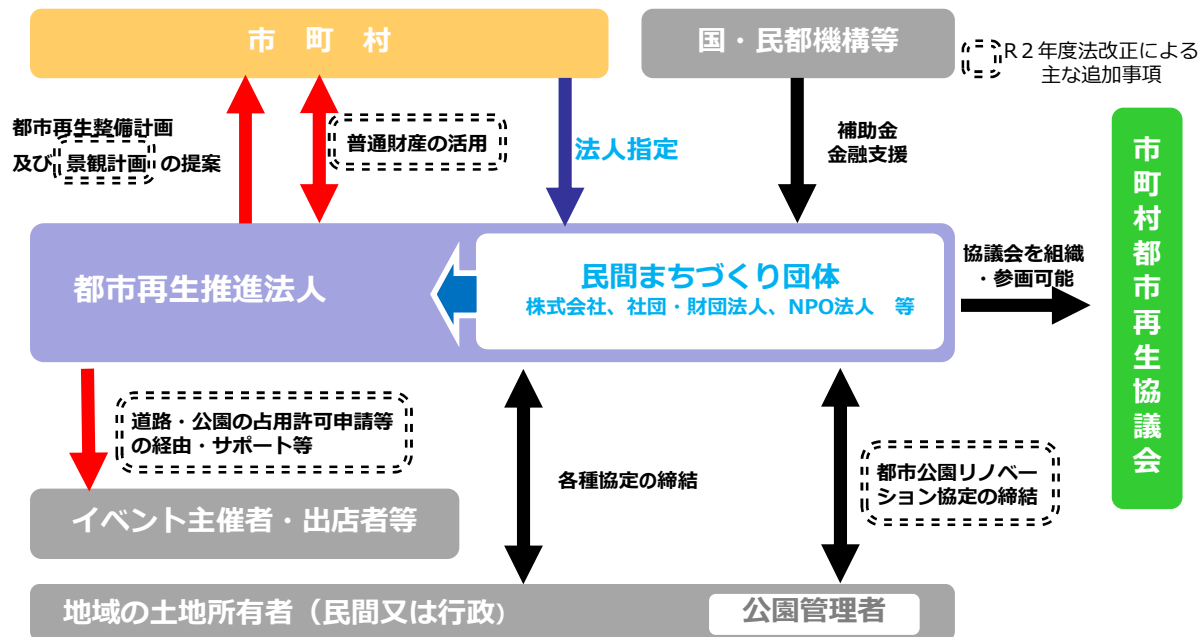 市　町　村
国・民都機構等
R２年度法改正による
主な追加事項
都市再生整備計画
及び 景観計画 の提案
普通財産の活用
法人指定
補助金
金融支援
市町村都市再生協議会
都市再生推進法人
民間まちづくり団体
株式会社、社団・財団法人、NPO法人　等
協議会を組織
・参画可能
道路・公園の占用許可申請等
の経由・サポート等
各種協定の締結
都市公園リノベー
ション協定の締結
イベント主催者・出店者等
地域の土地所有者（民間又は行政）
公園管理者